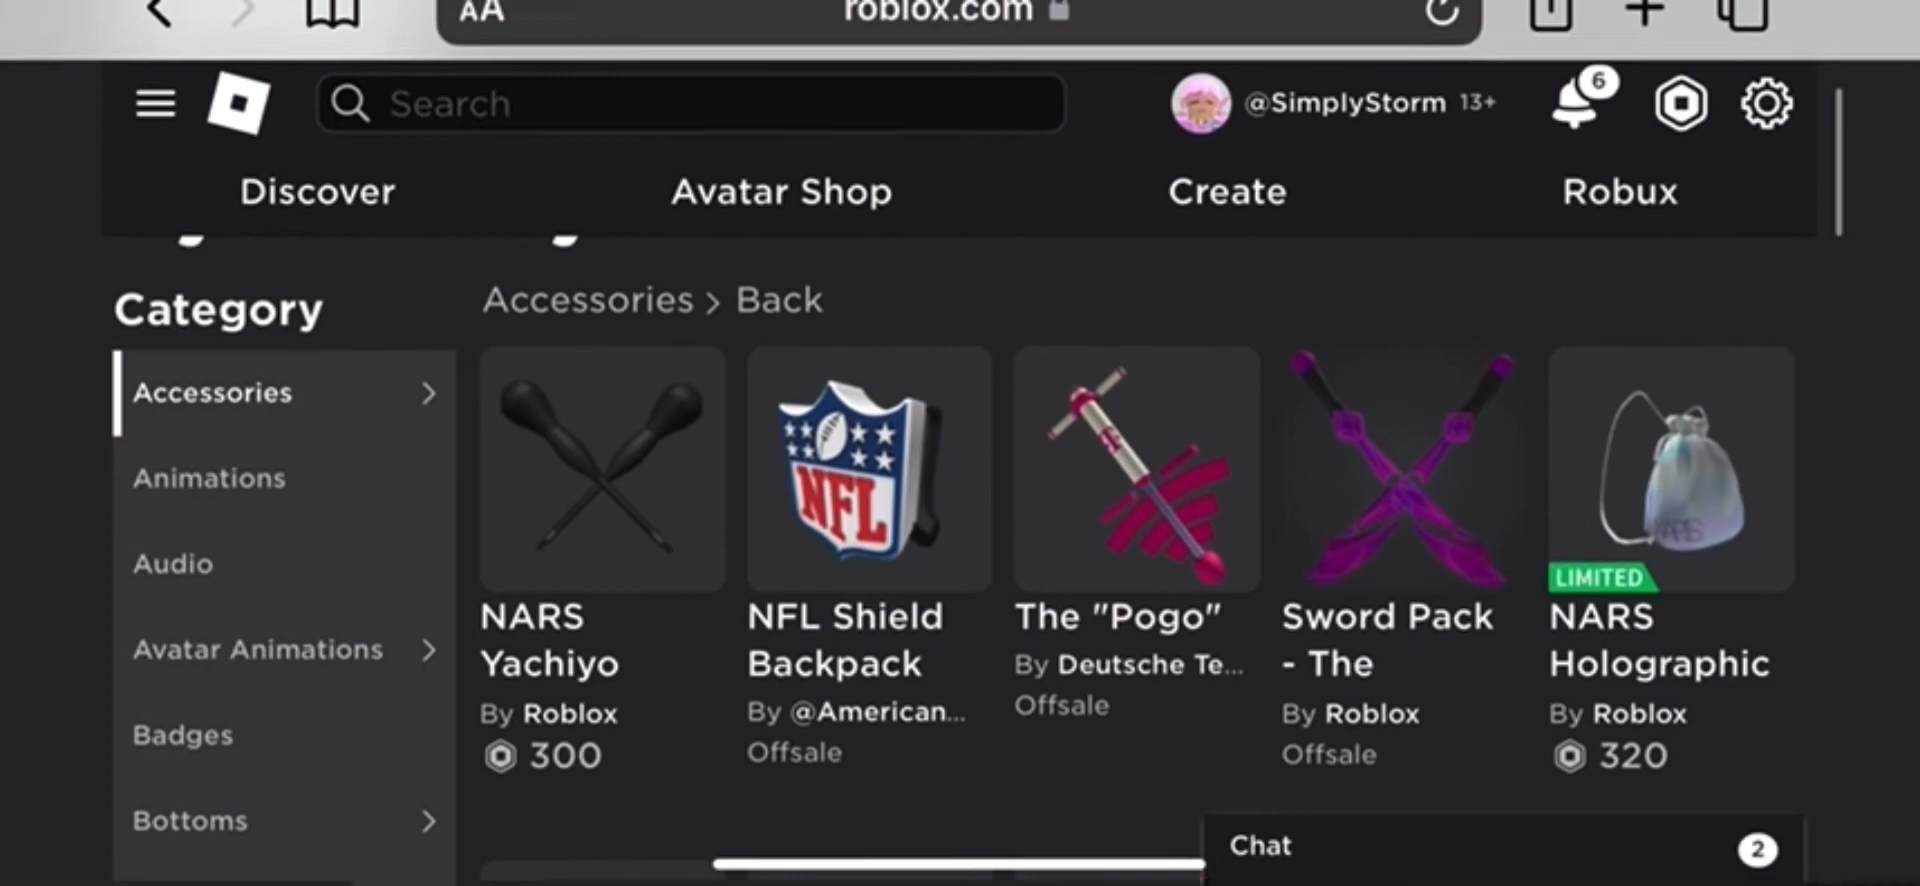 AA
roblox.com
Search
@SimplyStorm 13+
6
Discover
Avatar Shop
Create
Robux
Category
Accessories
Animations
Audio
Avatar Animations
Badges
Bottoms
Accessories > Back
NARS
Yachiyo
By Roblox
300
NFL
NFL Shield
Backpack
By @American...
Offsale
The "Pogo"
By Deutsche Te...
Offsale
Sword Pack
- The
By Roblox
Offsale
LIMITED
NARS
Holographic
By Roblox
320
Chat
2